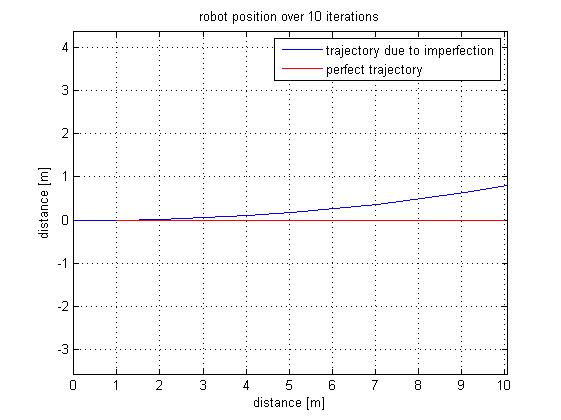 robot position over 10 iterations
trajectory due to imperfection
perfect trajectory
4
3
2
1
0
-1
-2
-3
distance [m]
0 1 2 3 4 5 6 7 8 9 10
distance [m]